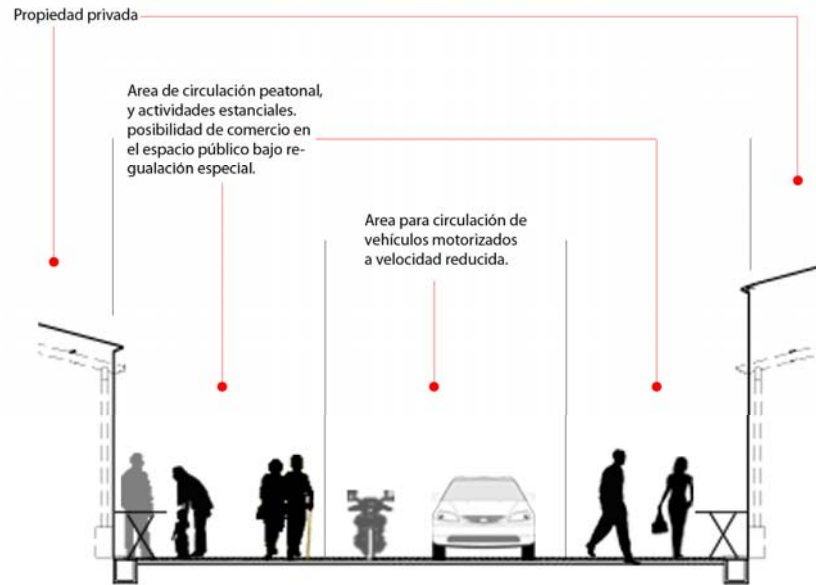 Propiedad privada
Area de circulación peatonal,
y actividades estanciales.
posibilidad de comercio en
el espacio público bajo re-
gualación especial.
Area para circulación de
vehículos motorizados
a velocidad reducida.